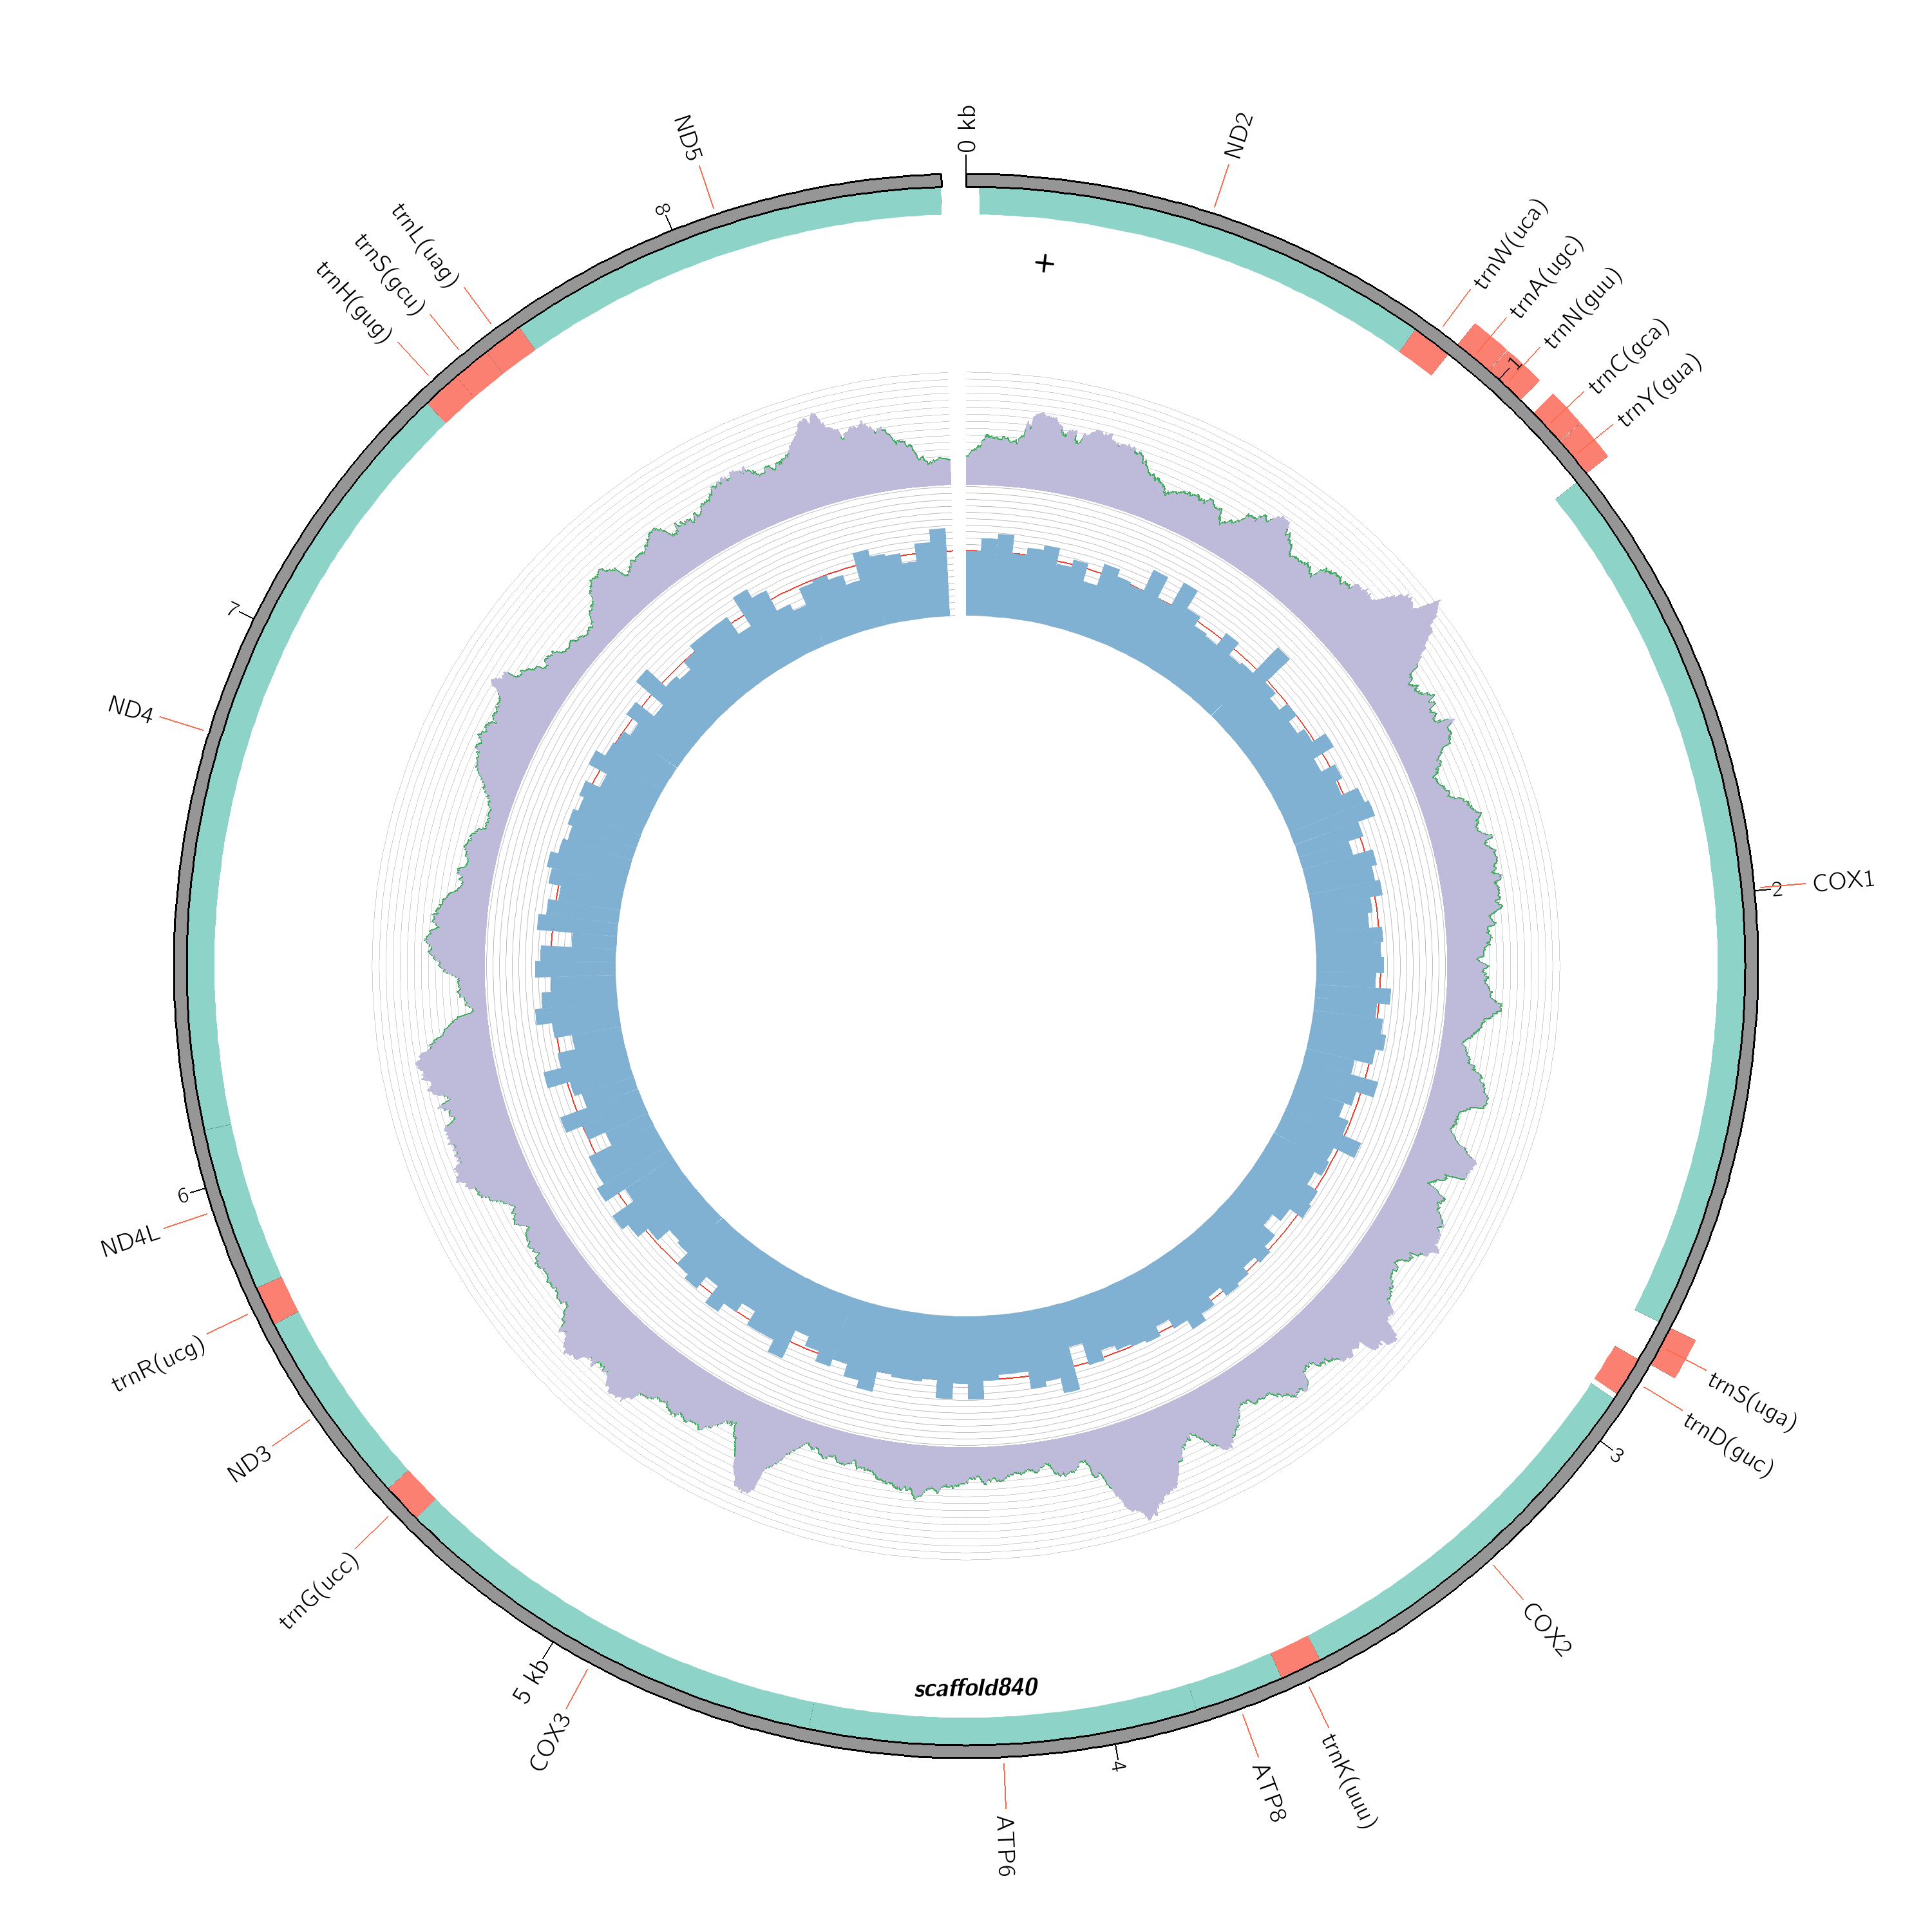 0 kb
ND2
trnW(uca)
trnA(ugc)
trnN(guu)
1
trnC(gca)
trnY(gua)
2
COX1
trnS(uga)
trnD(guc)
3
COX2
trnK(uuu)
ATP8
4
ATP6
COX3
5 kb
trnG(ucc)
ND3
trnR(ucg)
ND4L
6
ND4
7
trnH(gug)
trnS(gcu)
trnL(uag)
8
ND5
+
scaffold840